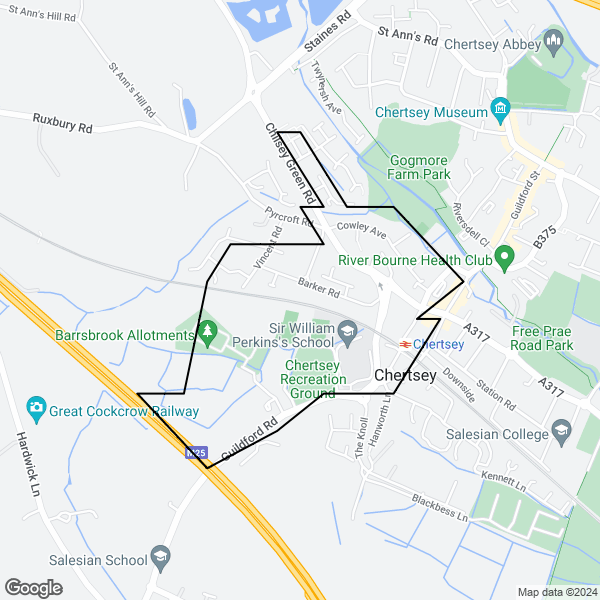 St Ann's Hill Rd
Staines Rd
St Ann's Rd
Chertsey Abbey
St Ann's Hill Rd
Twynersh Ave
Chertsey Museum
Ruxbury Rd
Chilsey Green Rd
Gogmore
Farm Park
Guildford St
Pyrcroft Rd
Cowley Ave
Riversdell Cl
B375
Vincent Rd
River Bourne Health Club
Barker Rd
Barrsbrook Allotments
Sir William
Perkins's School
Chertsey
A317
Free Prae
Road Park
Chertsey
Recreation
Ground
Chertsey
Downside
Station Rd
A317
Great Cockcrow Railway
Guildford Rd
The Knoll
Hanworth Ln
Salesian College
M25
Hardwick Ln
Kennett Ln
Blackbess Ln
Salesian School
Google
Map data ©2024